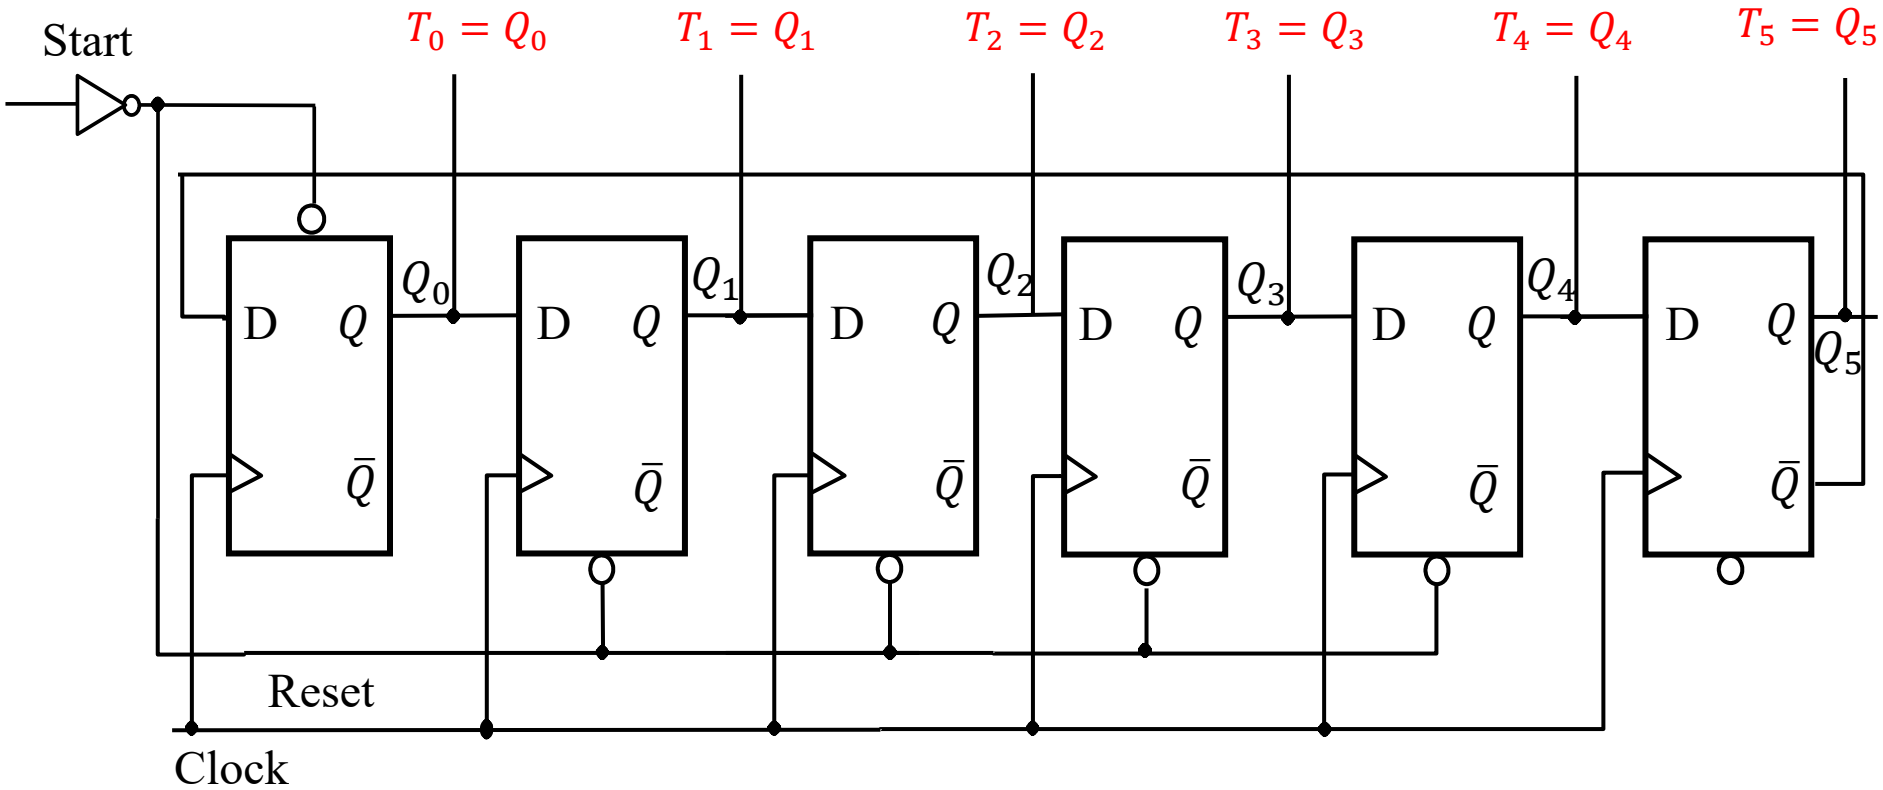 Start
T₀ = Q₀ T₁ = Q₁ T₂ = Q₂ T₃ = Q₃ T₄ = Q₄ T₅ = Q₅
Q₀ Q₁ Q₂ Q₃ Q₄
D Q D Q D Q D Q D Q D Q
Q₅
Q̅ Q̅ Q̅ Q̅ Q̅ Q̅
Reset
Clock